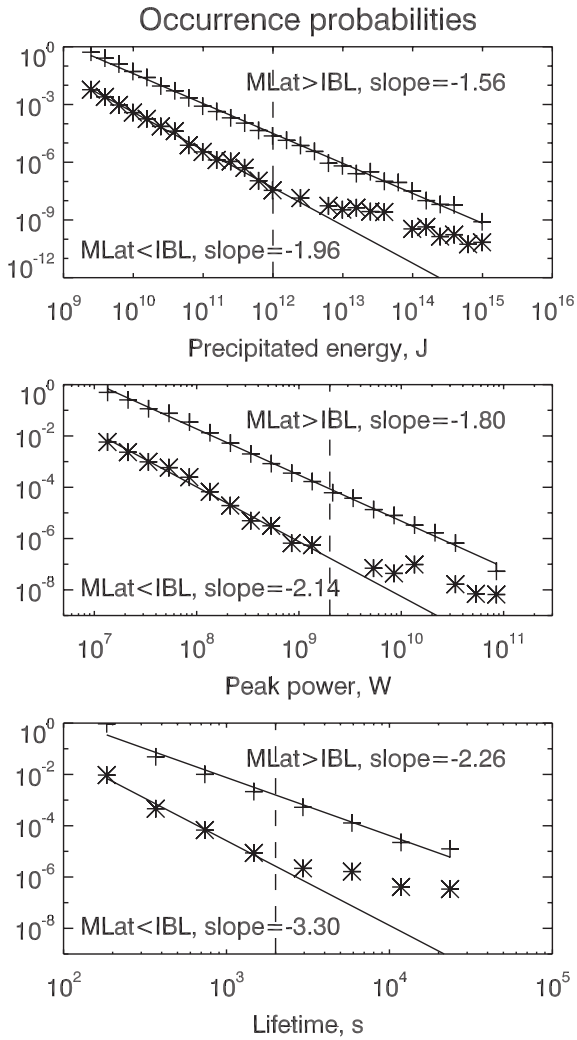 Occurrence probabilities
10^0
10^-3
10^-6
10^-9
10^-12
MLat>IBL, slope=-1.56
MLat<IBL, slope=-1.96
10^9 10^10 10^11 10^12 10^13 10^14 10^15 10^16
Precipitated energy, J
10^0
10^-2
10^-4
10^-6
10^-8
MLat>IBL, slope=-1.80
MLat<IBL, slope=-2.14
10^7 10^8 10^9 10^10 10^11
Peak power, W
10^0
10^-2
10^-4
10^-6
10^-8
MLat>IBL, slope=-2.26
MLat<IBL, slope=-3.30
10^2 10^3 10^4 10^5
Lifetime, s